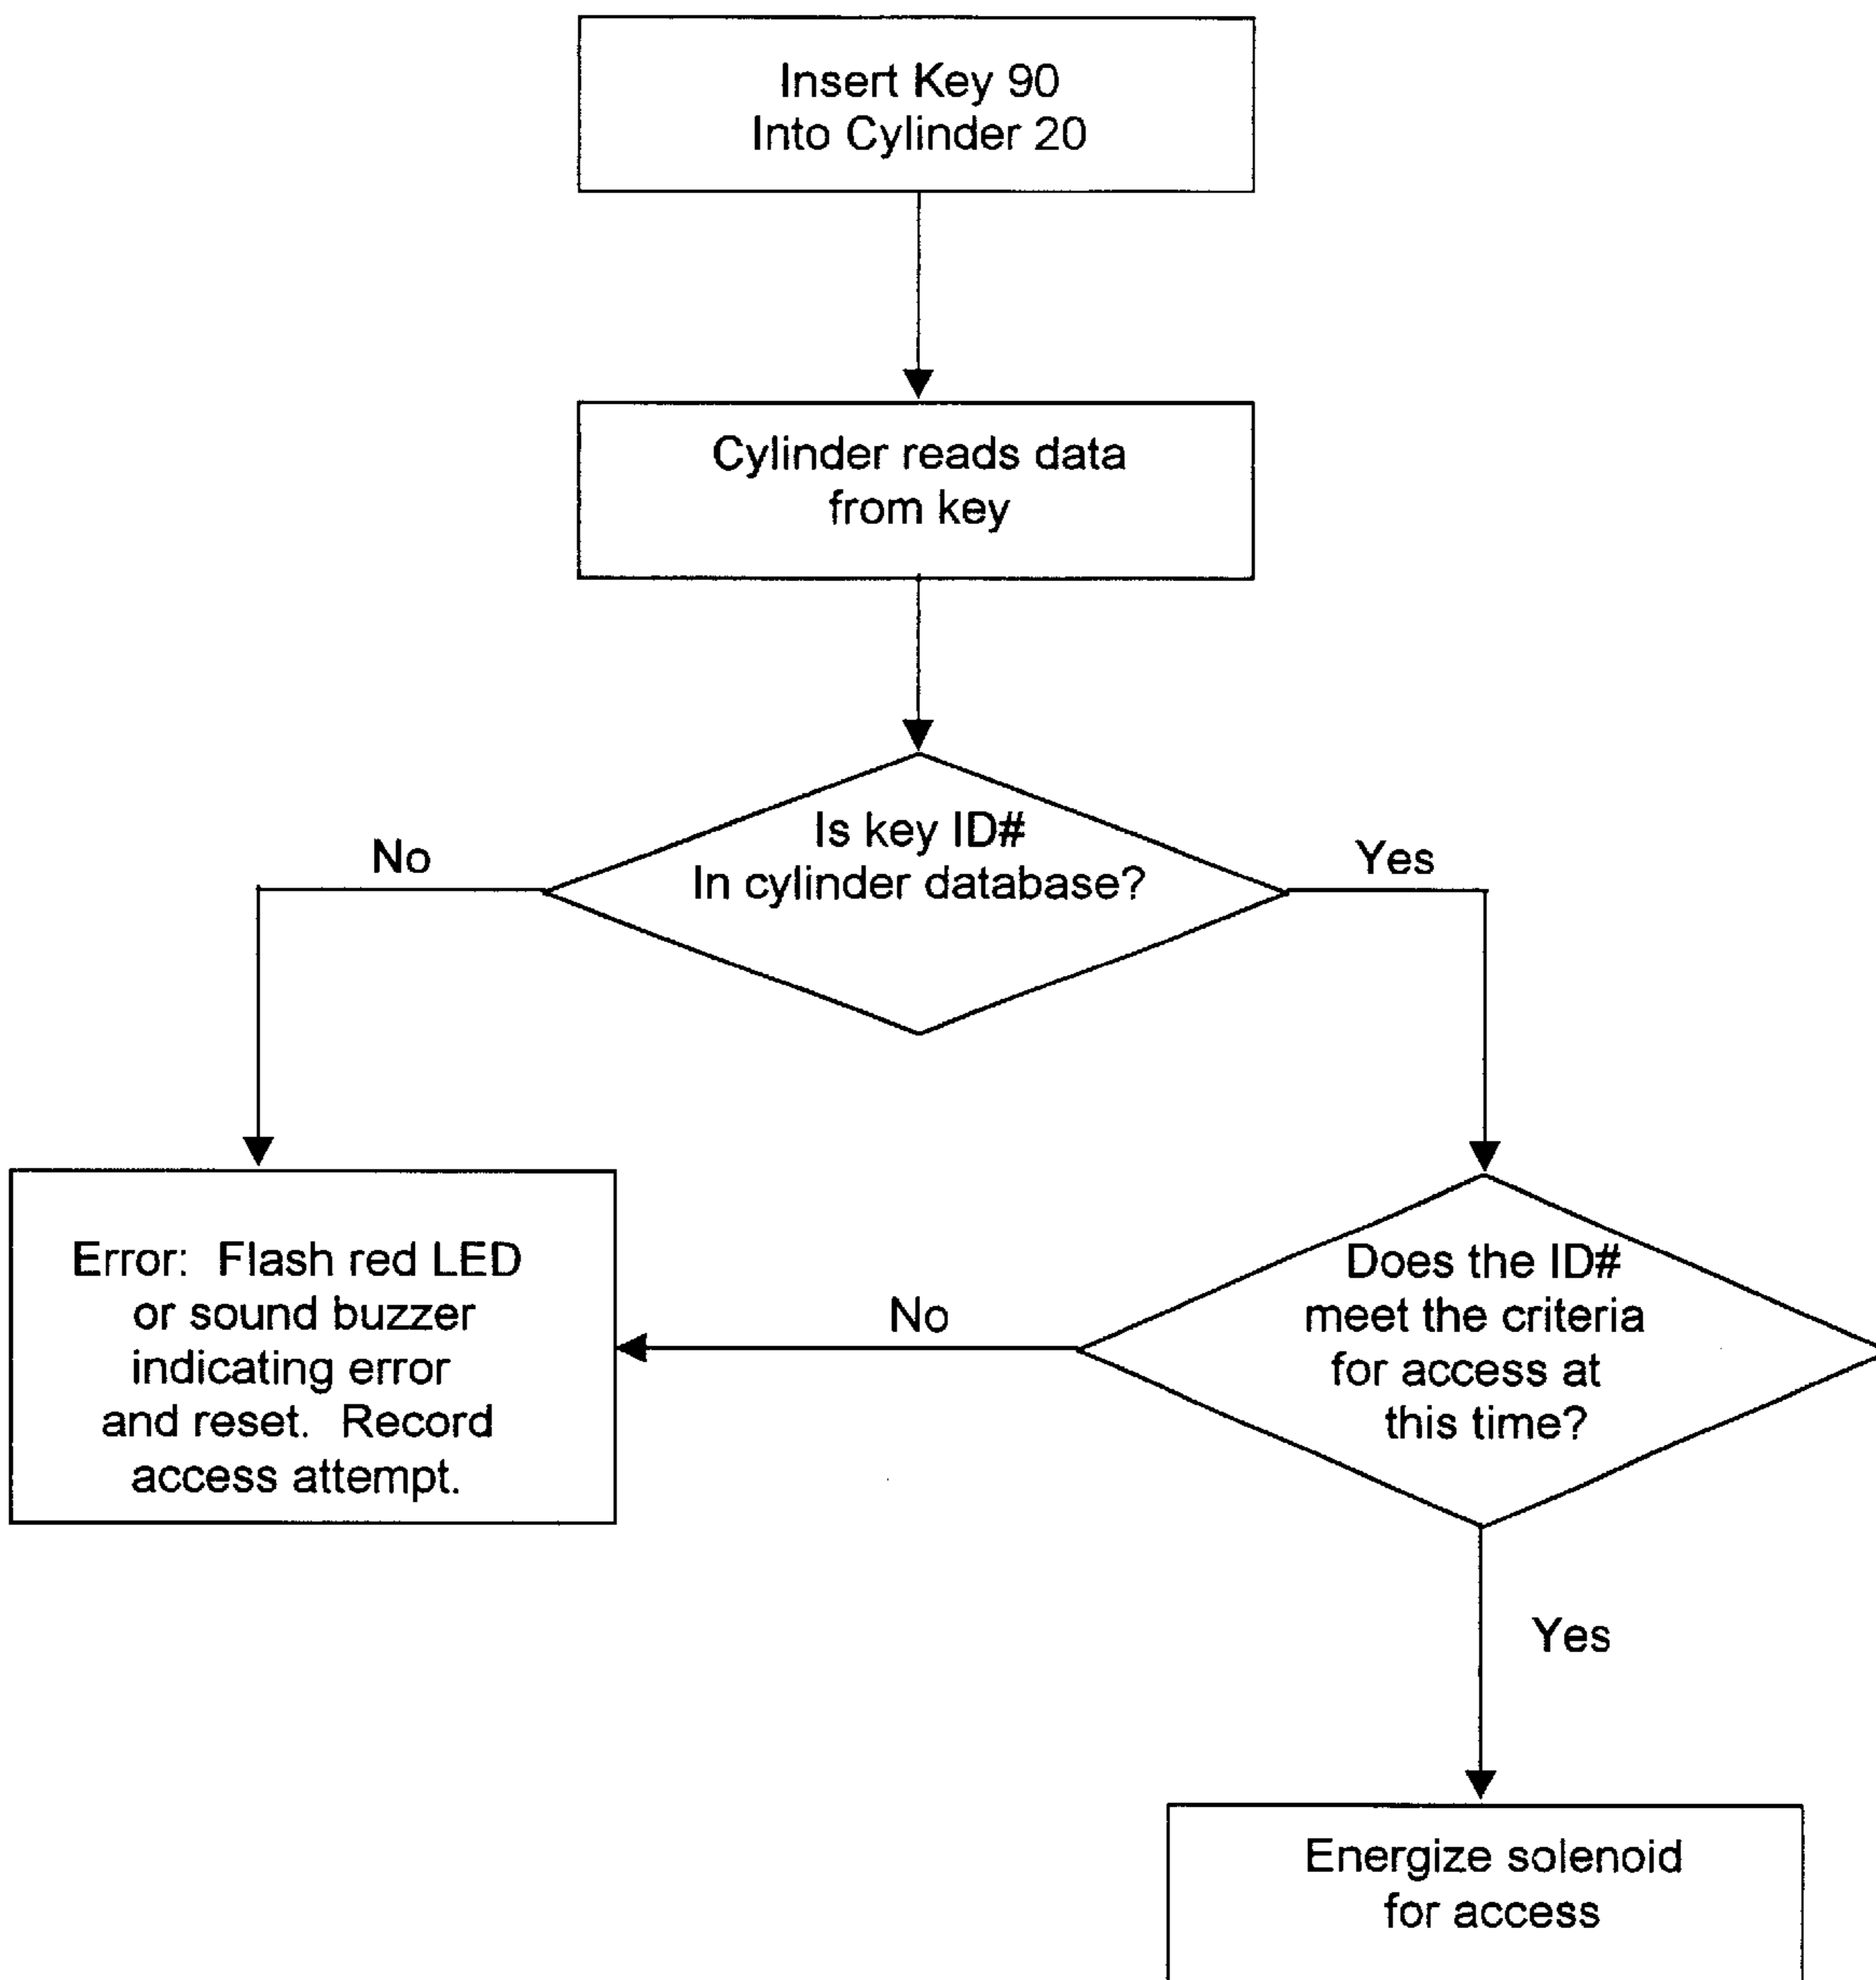 Insert Key 90
Into Cylinder 20
Cylinder reads data
from key
Is key ID#
In cylinder database?
No
Yes
Error: Flash red LED
or sound buzzer
indicating error
and reset. Record
access attempt.
No
Does the ID#
meet the criteria
for access at
this time?
Yes
Energize solenoid
for access